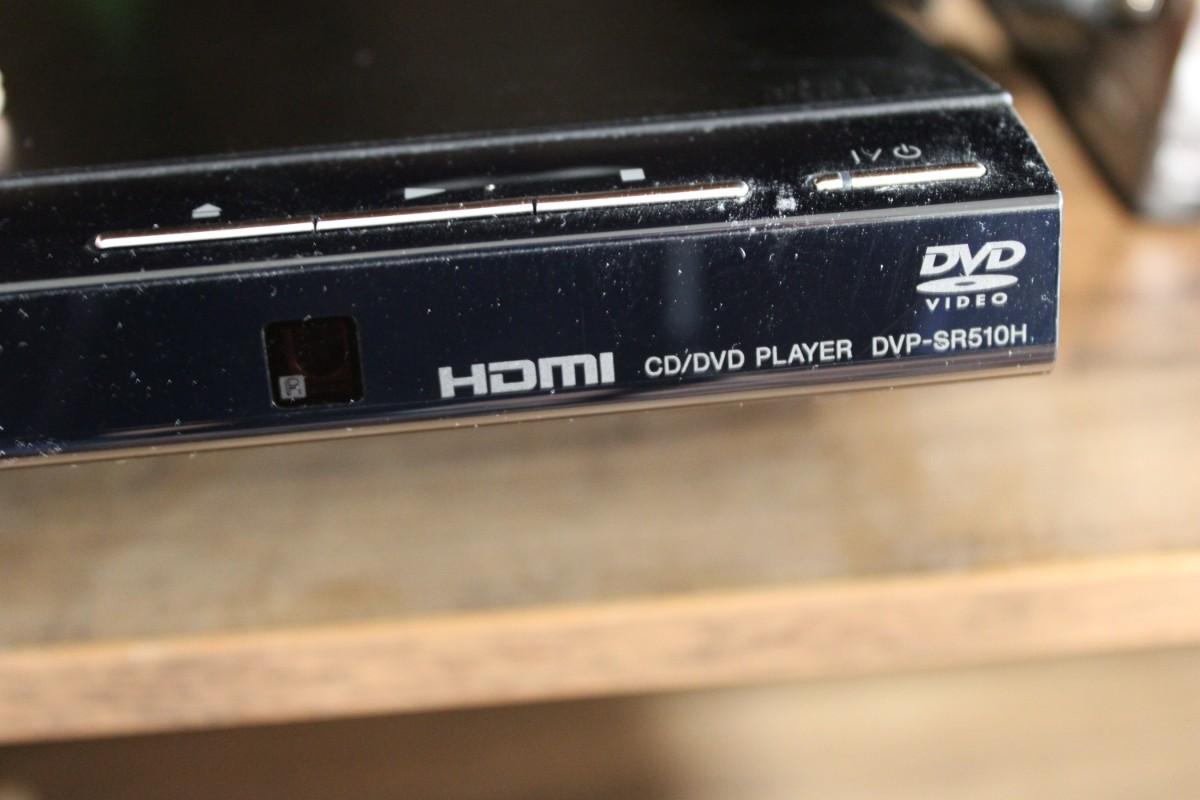 DVD
VIDEO
HDMI CD/DVD PLAYER DVP-SR510H
R